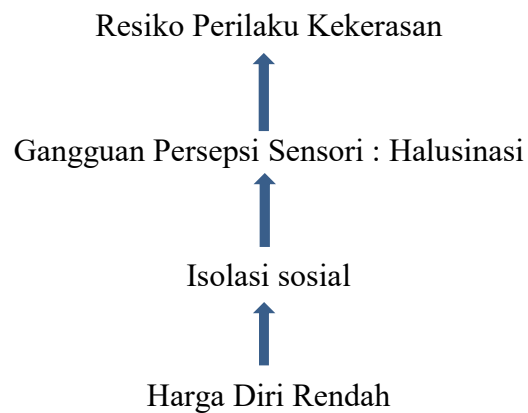 Resiko Perilaku Kekerasan
Gangguan Persepsi Sensori : Halusinasi
Isolasi sosial
Harga Diri Rendah